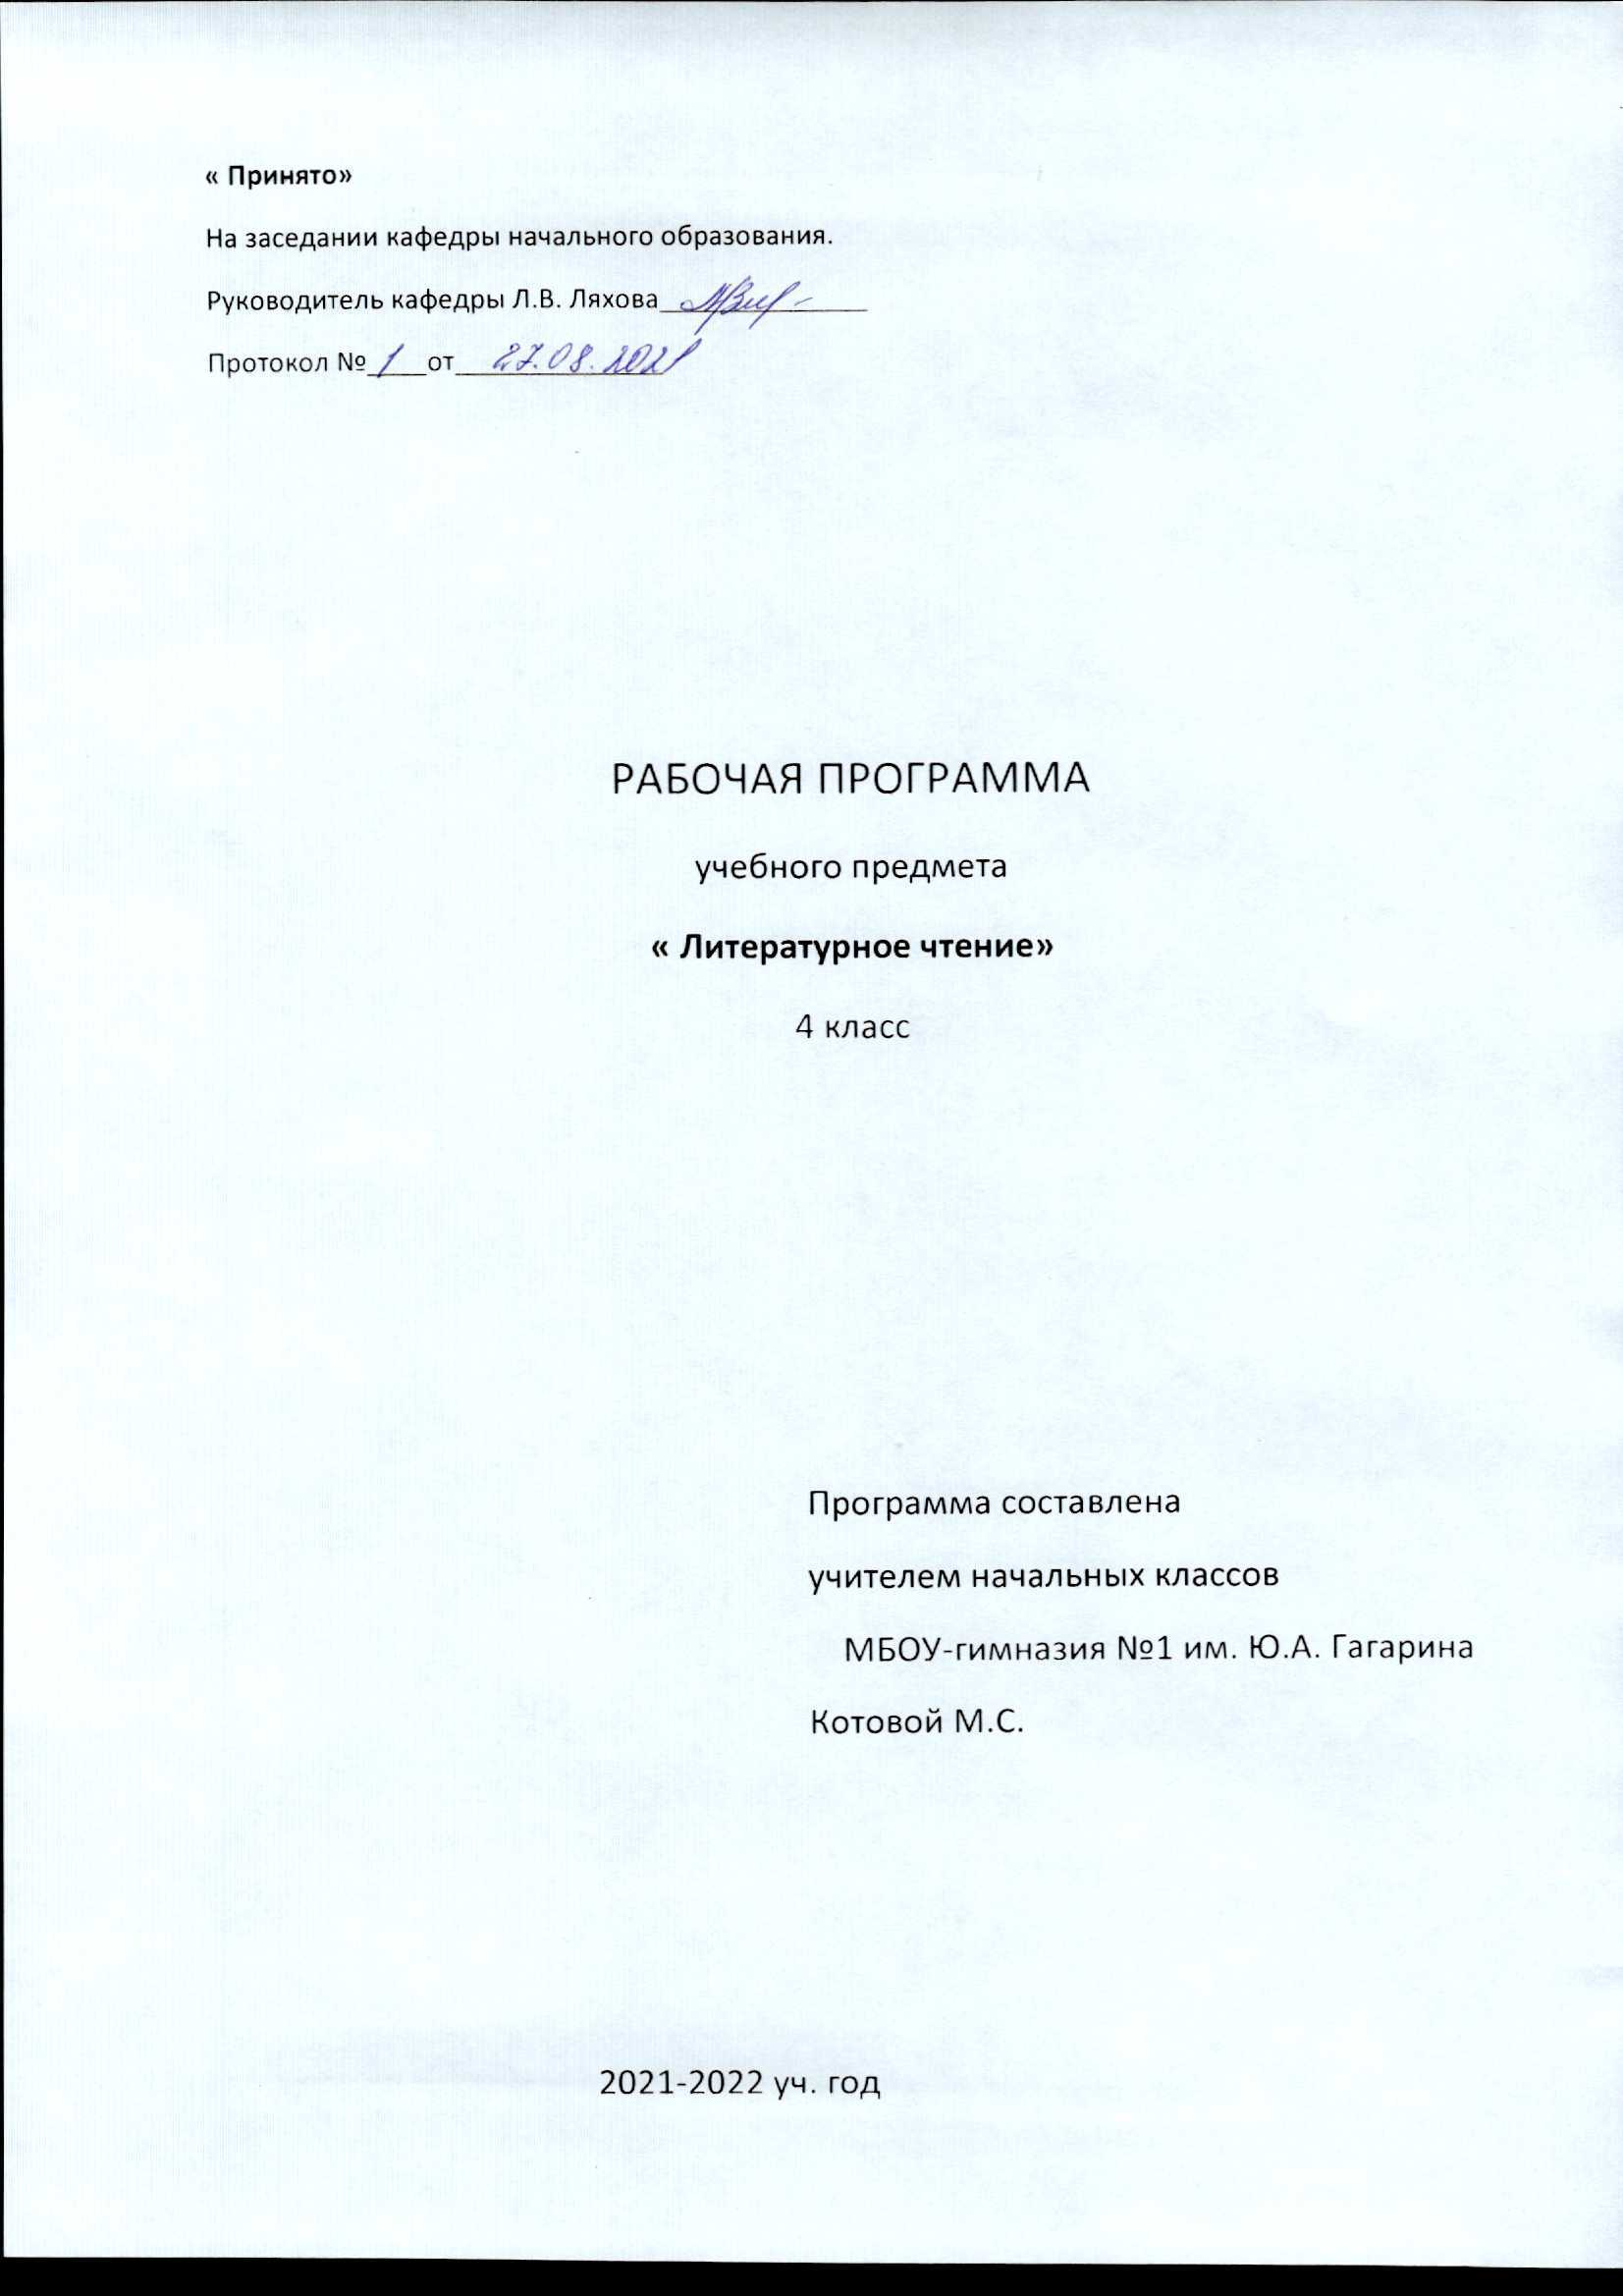 « Принято»
На заседании кафедры начального образования.
Руководитель кафедры Л.В. Ляхова
Протокол № 1 от 27.08.2021
РАБОЧАЯ ПРОГРАММА
учебного предмета
« Литературное чтение»
4 класс
Программа составлена
учителем начальных классов
МБОУ-гимназия №1 им. Ю.А. Гагарина
Котовой М.С.
2021-2022 уч. год